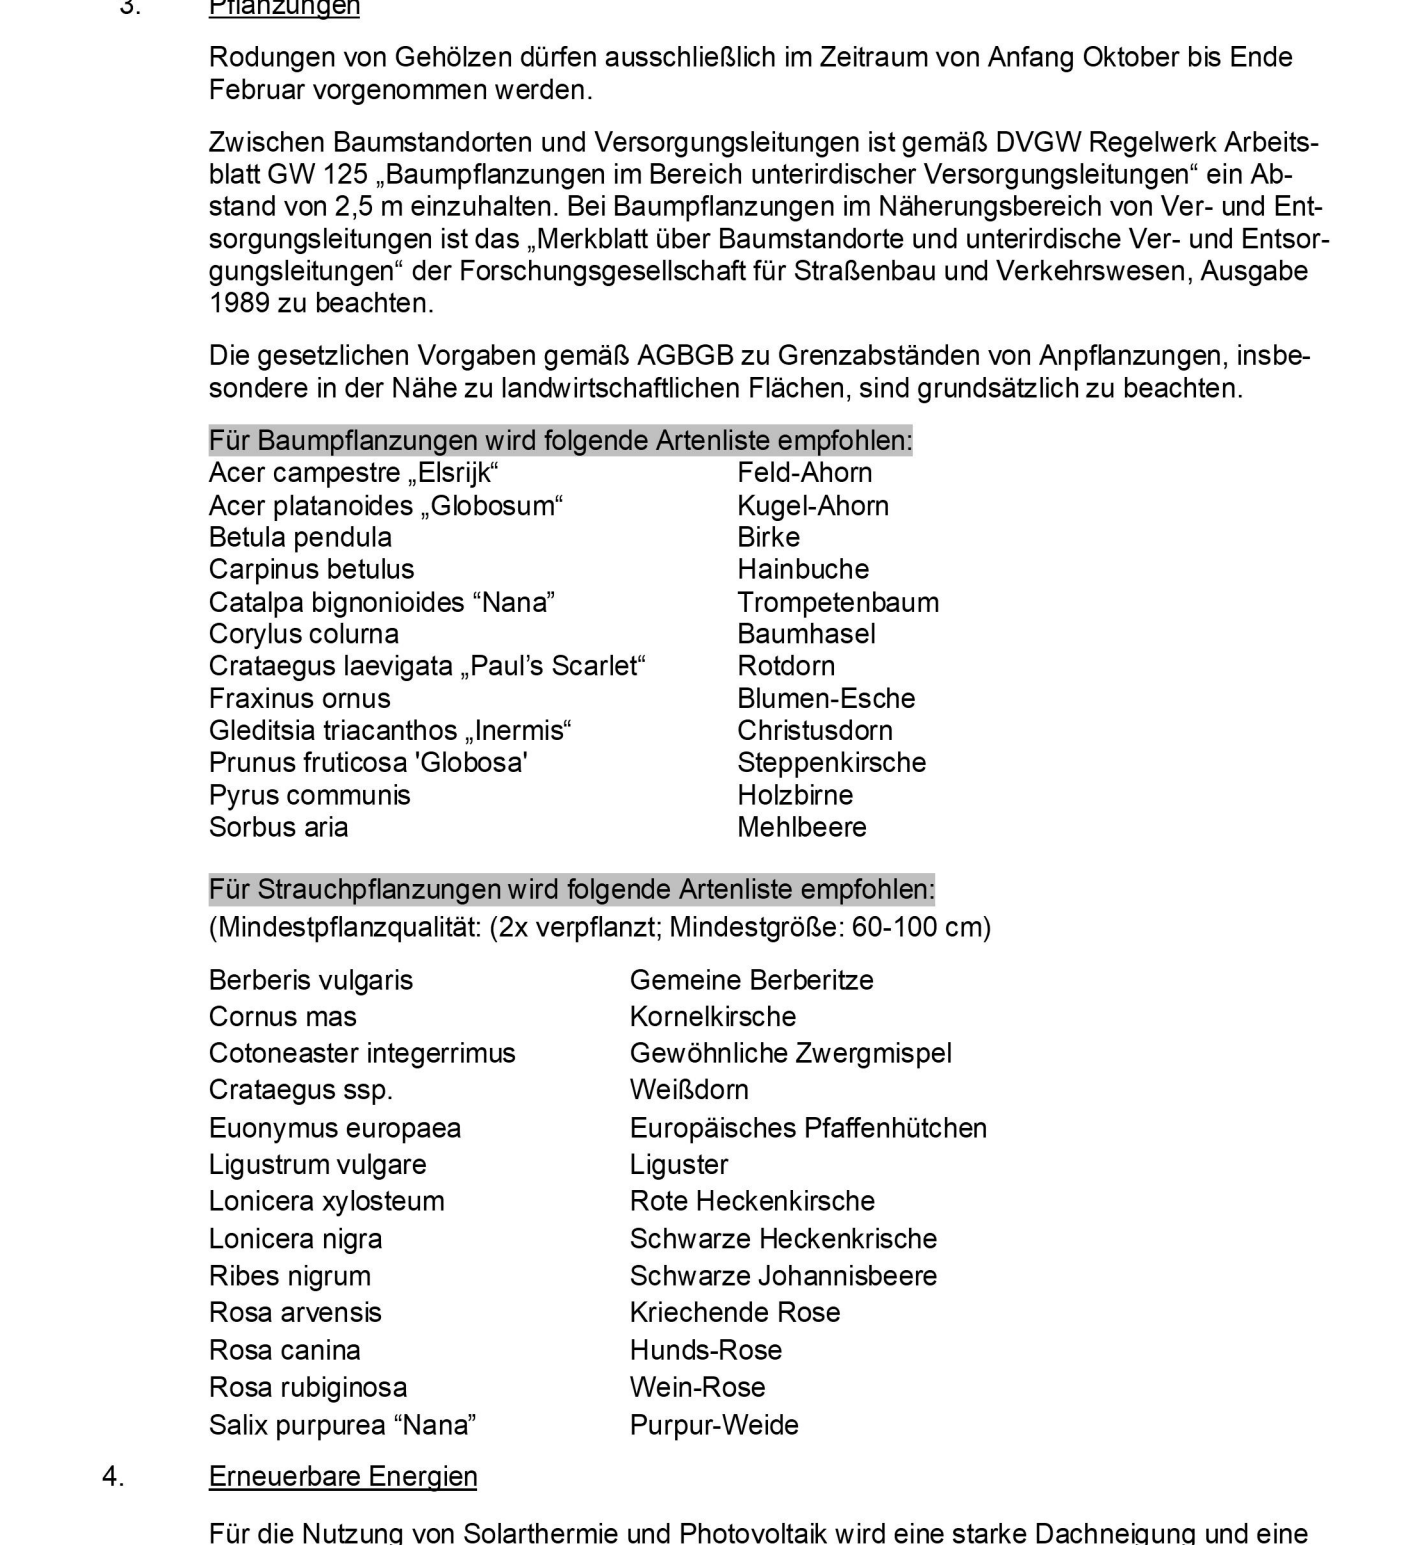 3. Pflanzungen
Rodungen von Gehölzen dürfen ausschließlich im Zeitraum von Anfang Oktober bis Ende
Februar vorgenommen werden.
Zwischen Baumstandorten und Versorgungsleitungen ist gemäß DVGW Regelwerk Arbeits-
blatt GW 125 „Baumpflanzungen im Bereich unterirdischer Versorgungsleitungen“ ein Ab-
stand von 2,5 m einzuhalten. Bei Baumpflanzungen im Näherungsbereich von Ver- und Ent-
sorgungsleitungen ist das „Merkblatt über Baumstandorte und unterirdische Ver- und Entsor-
gungsleitungen“ der Forschungsgesellschaft für Straßenbau und Verkehrswesen, Ausgabe
1989 zu beachten.
Die gesetzlichen Vorgaben gemäß AGBGB zu Grenzabständen von Anpflanzungen, insbe-
sondere in der Nähe zu landwirtschaftlichen Flächen, sind grundsätzlich zu beachten.
Für Baumpflanzungen wird folgende Artenliste empfohlen:
Acer campestre „Elsrijk“ Feld-Ahorn
Acer platanoides „Globosum“ Kugel-Ahorn
Betula pendula Birke
Carpinus betulus Hainbuche
Catalpa bignonioides “Nana” Trompetenbaum
Corylus colurna Baumhasel
Crataegus laevigata „Paul’s Scarlet“ Rotdorn
Fraxinus ornus Blumen-Esche
Gleditsia triacanthos „Inermis“ Christusdorn
Prunus fruticosa 'Globosa' Steppenkirsche
Pyrus communis Holzbirne
Sorbus aria Mehlbeere
Für Strauchpflanzungen wird folgende Artenliste empfohlen:
(Mindestpflanzqualität: (2x verpflanzt; Mindestgröße: 60-100 cm)
Berberis vulgaris Gemeine Berberitze
Cornus mas Kornelkirsche
Cotoneaster integerrimus Gewöhnliche Zwergmispel
Crataegus ssp. Weißdorn
Euonymus europaea Europäisches Pfaffenhütchen
Ligustrum vulgare Liguster
Lonicera xylosteum Rote Heckenkirsche
Lonicera nigra Schwarze Heckenkrische
Ribes nigrum Schwarze Johannisbeere
Rosa arvensis Kriechende Rose
Rosa canina Hunds-Rose
Rosa rubiginosa Wein-Rose
Salix purpurea “Nana” Purpur-Weide
4. Erneuerbare Energien
Für die Nutzung von Solarthermie und Photovoltaik wird eine starke Dachneigung und eine